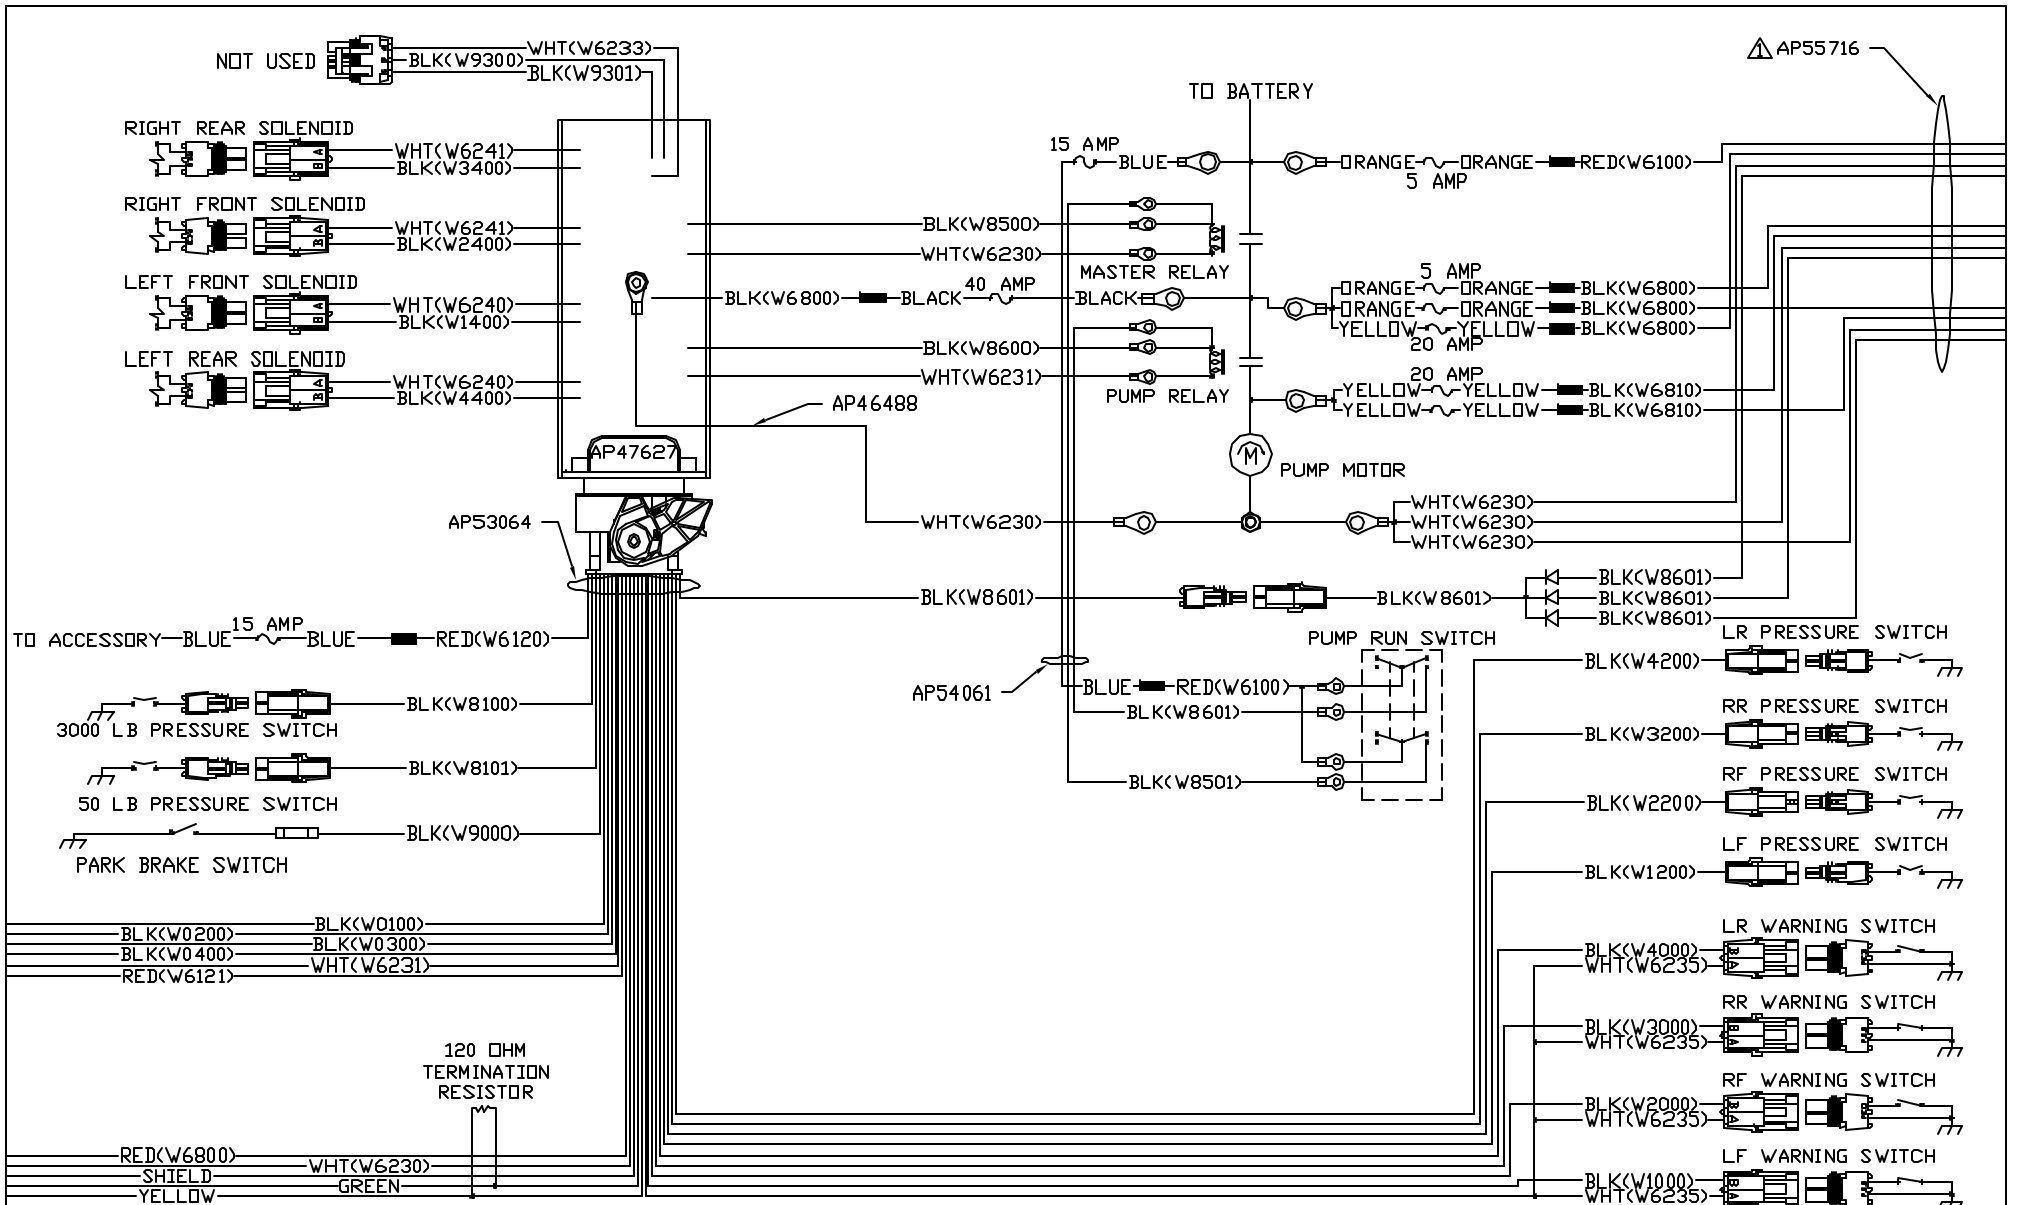 NOT USED
WHT(W6233)
BLK(W9300)
BLK(W9301)
RIGHT REAR SOLENOID
A
B
WHT(W6241)
BLK(W3400)
RIGHT FRONT SOLENOID
A
B
WHT(W6241)
BLK(W2400)
LEFT FRONT SOLENOID
A
B
WHT(W6240)
BLK(W1400)
LEFT REAR SOLENOID
A
B
WHT(W6240)
BLK(W4400)
AP47627
AP46488
AP53064
TO ACCESSORY BLUE 15 AMP BLUE RED(W6120)
BLK(W8100)
3000 LB PRESSURE SWITCH
BLK(W8101)
50 LB PRESSURE SWITCH
BLK(W9000)
PARK BRAKE SWITCH
BLK(W0100)
BLK(W0200)
BLK(W0300)
BLK(W0400)
WHT(W6231)
RED(W6121)
120 OHM
TERMINATION
RESISTOR
RED(W6800)
WHT(W6230)
SHIELD
GREEN
YELLOW
TO BATTERY
15 AMP
BLUE
BLK(W8500)
WHT(W6230)
MASTER RELAY
BLK(W6800) BLACK 40 AMP BLACK
BLK(W8600)
WHT(W6231)
PUMP RELAY
M
PUMP MOTOR
WHT(W6230)
BLK(W8601)
AP54061
PUMP RUN SWITCH
BLUE RED(W6100)
BLK(W8601)
BLK(W8501)
1 AP55716
ORANGE ORANGE RED(W6100)
5 AMP
5 AMP
ORANGE ORANGE BLK(W6800)
ORANGE ORANGE BLK(W6800)
YELLOW YELLOW BLK(W6800)
20 AMP
20 AMP
YELLOW YELLOW BLK(W6810)
YELLOW YELLOW BLK(W6810)
WHT(W6230)
WHT(W6230)
WHT(W6230)
BLK(W8601)
BLK(W8601)
BLK(W8601)
BLK(W8601)
LR PRESSURE SWITCH
BLK(W4200)
RR PRESSURE SWITCH
BLK(W3200)
RF PRESSURE SWITCH
BLK(W2200)
LF PRESSURE SWITCH
BLK(W1200)
LR WARNING SWITCH
BLK(W4000)
WHT(W6235)
B
A
RR WARNING SWITCH
BLK(W3000)
WHT(W6235)
B
A
RF WARNING SWITCH
BLK(W2000)
WHT(W6235)
B
A
LF WARNING SWITCH
BLK(W1000)
WHT(W6235)
B
A